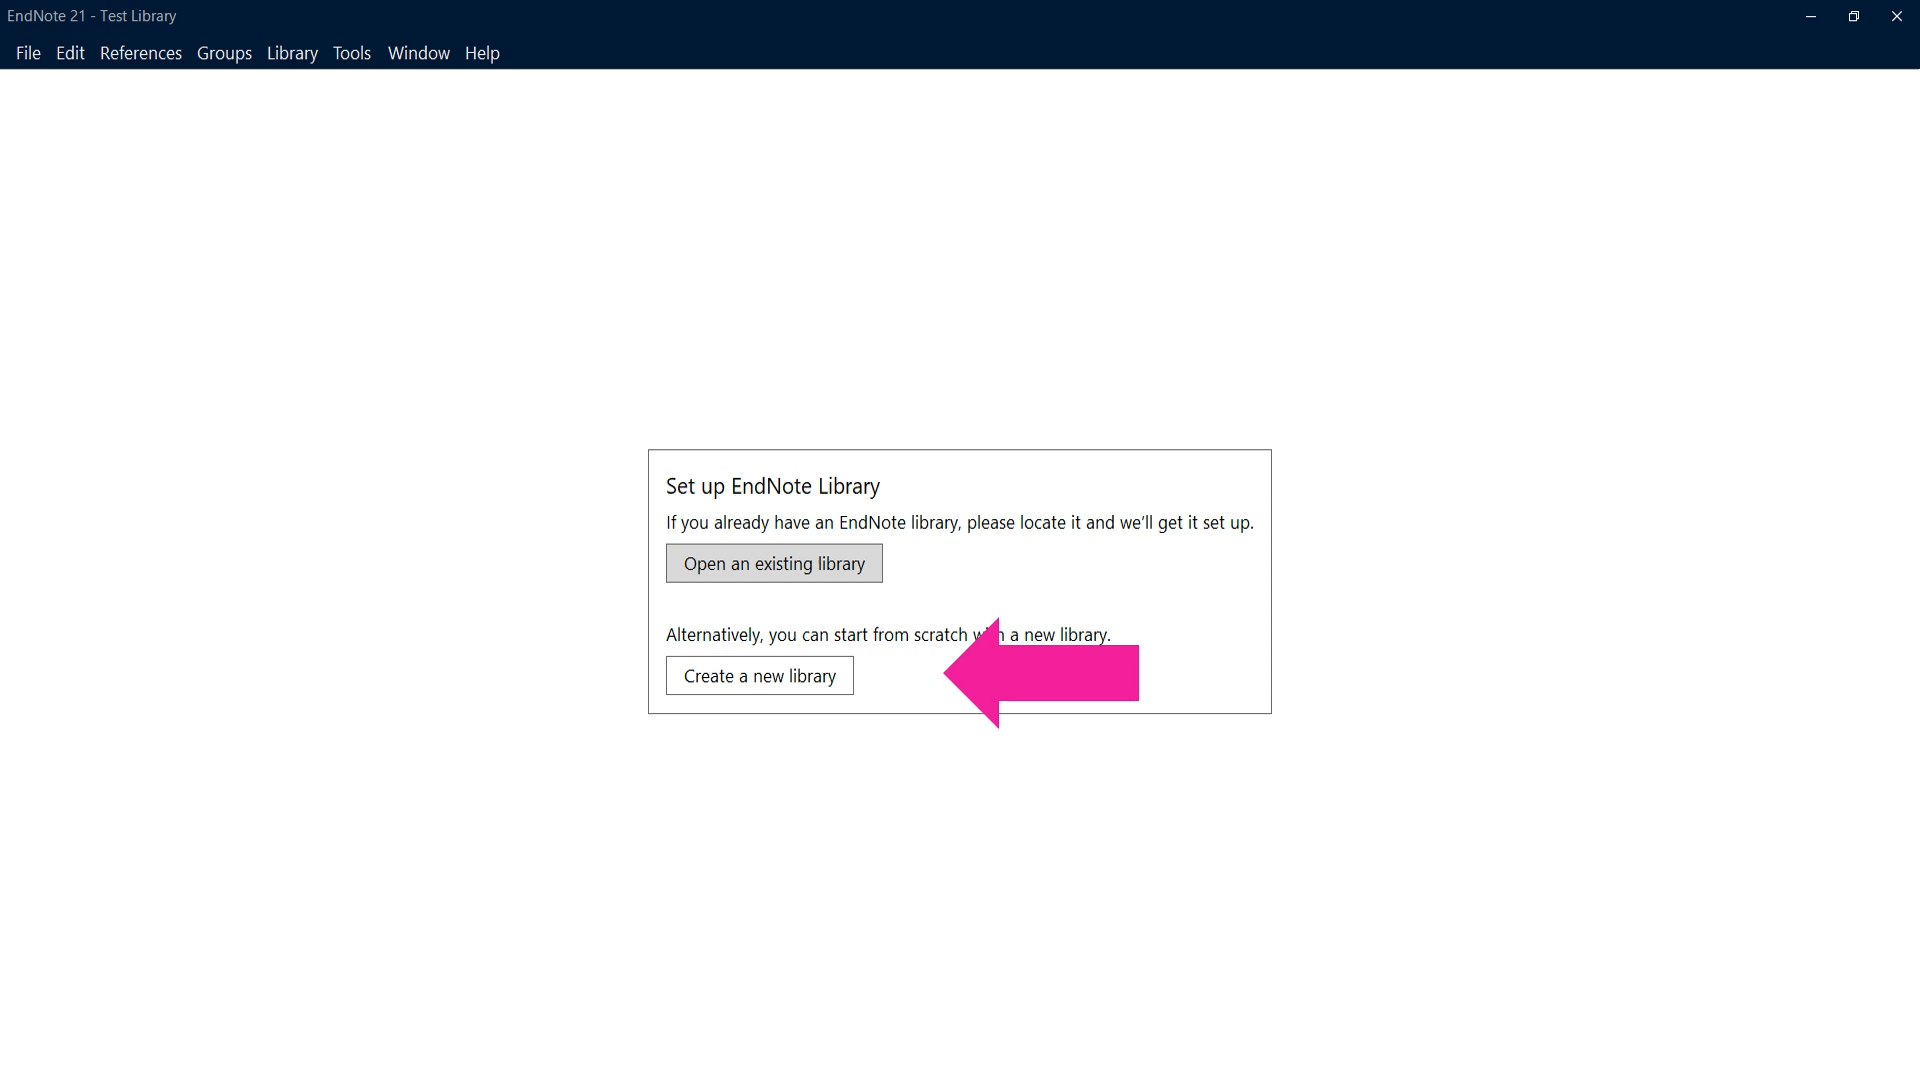 EndNote 21 - Test Library
File Edit References Groups Library Tools Window Help
Set up EndNote Library
If you already have an EndNote library, please locate it and we'll get it set up.
Open an existing library
Alternatively, you can start from scratch a new library.
Create a new library